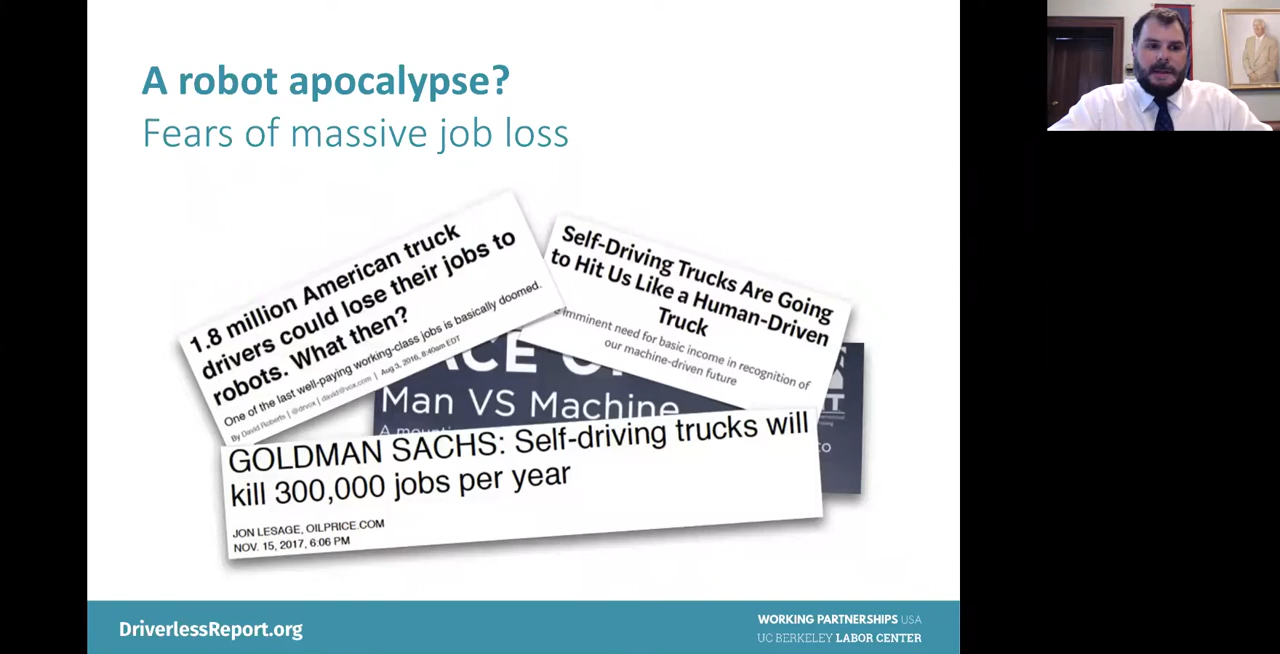 A robot apocalypse?
Fears of massive job loss
1.8 million American truck
drivers could lose their jobs to
robots. What then?
One of the last well-paying working-class jobs is basically doomed.
By David Roberts | @drvox | david@vox.com | Aug 3, 2016, 8:40am EDT
Self-Driving Trucks Are Going
to Hit Us Like a Human-Driven
Truck
imminent need for basic income in recognition of
our machine-driven future
Man VS Machine
GOLDMAN SACHS: Self-driving trucks will
kill 300,000 jobs per year
JON LESAGE, OILPRICE.COM
NOV. 15, 2017, 6:06 PM
DriverlessReport.org
WORKING PARTNERSHIPS USA
UC BERKELEY LABOR CENTER